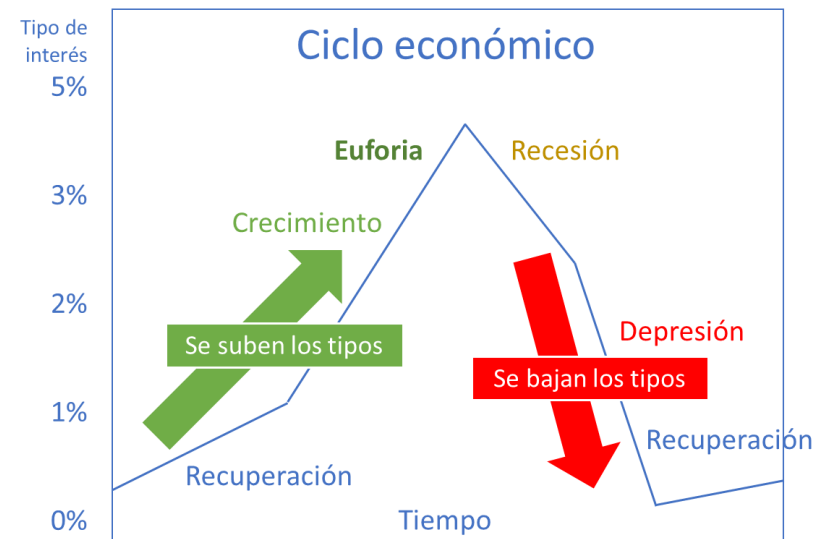 Tipo de
interés
Ciclo económico
5%
Euforia
Recesión
3%
Crecimiento
2%
Se suben los tipos
Depresión
Se bajan los tipos
1%
Recuperación
Recuperación
0%
Tiempo